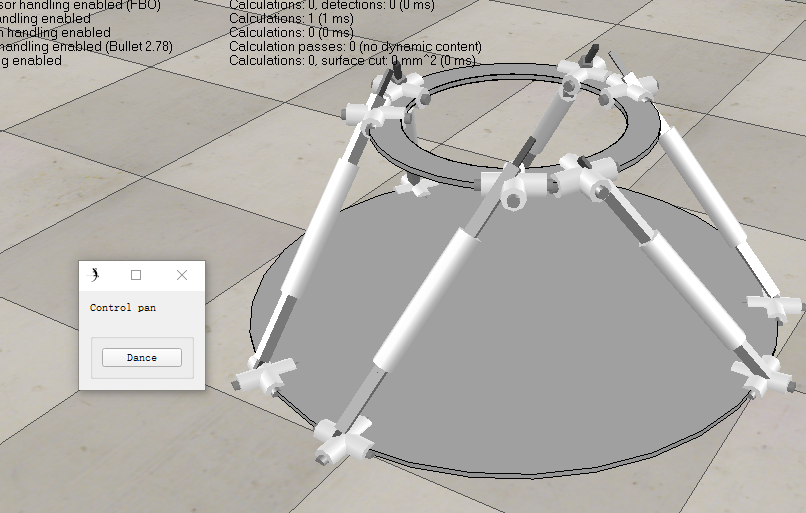 sor handling enabled (FBO)
Calculations: 0, detections: 0 (0 ms)
andling enabled
Calculations: 1 (1 ms)
n handling enabled
Calculations: 0 (0 ms)
handling enabled (Bullet 2.78)
Calculation passes: 0 (no dynamic content)
g enabled
Calculations: 0, surface cut: 0 mm^2 (0 ms)
Control pan
Dance